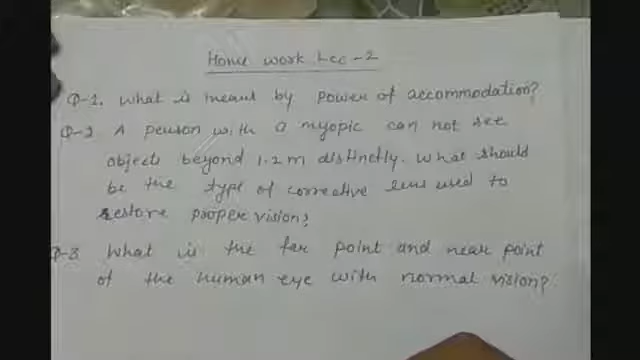 Home work Lec-2
Q-1. What is meant by power of accommodation?
Q-2 A person with a myopic can not see
objects beyond 1.2 m distinctly. What should
be the type of corrective lens used to
restore proper vision?
Q-3 What is the far point and near point
of the human eye with normal vision?